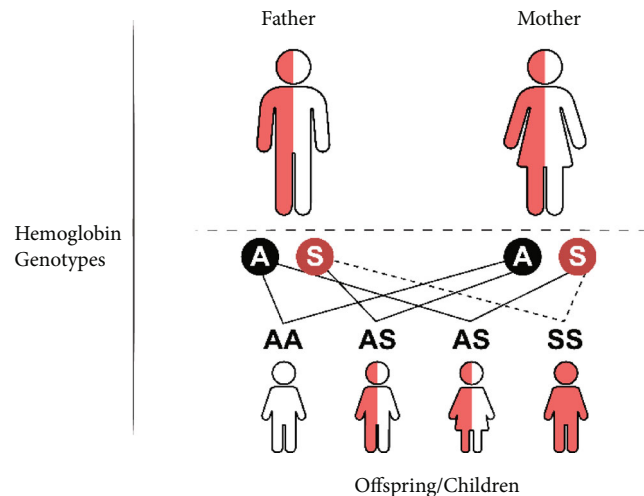 Father Mother
Hemoglobin
Genotypes
A S A S
AA AS AS SS
Offspring/Children